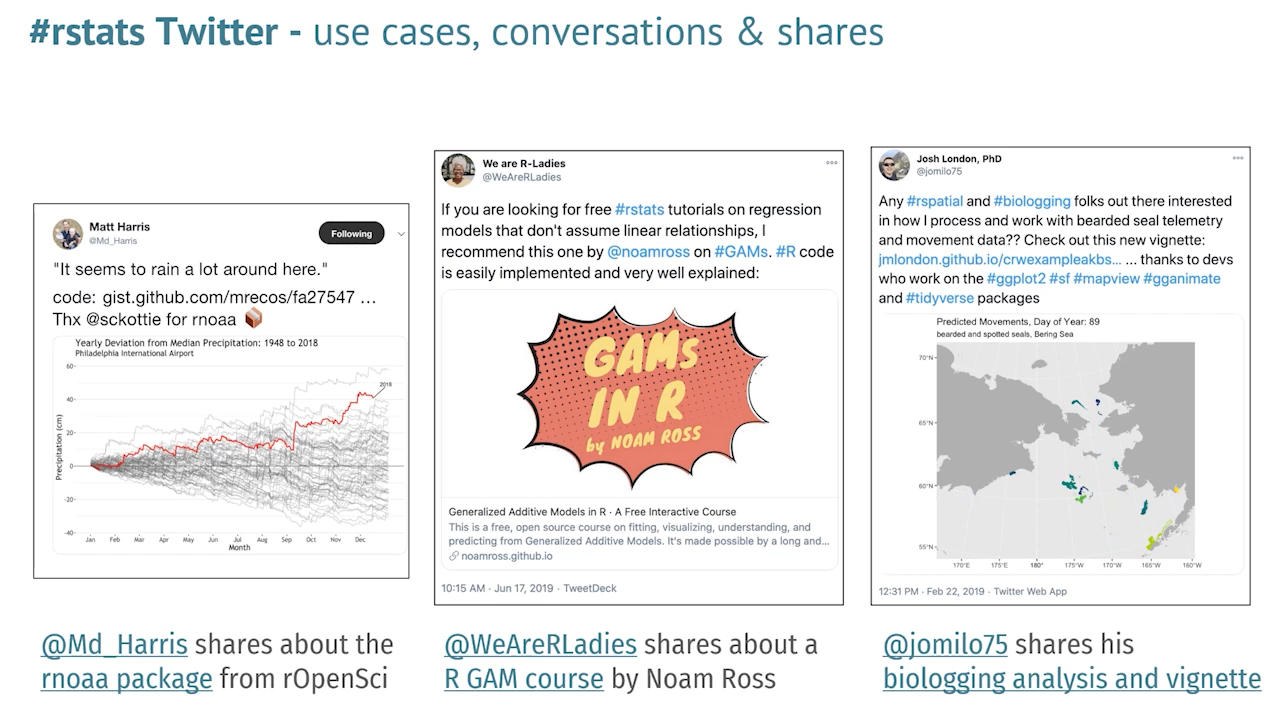 #rstats Twitter - use cases, conversations & shares
Matt Harris
@Md_Harris
Following
"It seems to rain a lot around here."
code: gist.github.com/mrecos/fa27547 ...
Thx @sckottie for rnoaa 📦
Yearly Deviation from Median Precipitation: 1948 to 2018
Philadelphia International Airport
2018
Precipitation (cm)
60
40
20
0
-20
-40
Jan Feb Mar Apr May Jun Jul Aug Sep Oct Nov Dec
Month
@Md_Harris shares about the
rnoaa package from rOpenSci
We are R-Ladies
@WeAreRLadies
If you are looking for free #rstats tutorials on regression
models that don't assume linear relationships, I
recommend this one by @noamross on #GAMs. #R code
is easily implemented and very well explained:
GAMs
IN R
by NOAM ROSS
Generalized Additive Models in R · A Free Interactive Course
This is a free, open source course on fitting, visualizing, understanding, and
predicting from Generalized Additive Models. It's made possible by a long and...
noamross.github.io
10:15 AM · Jun 17, 2019 · TweetDeck
@WeAreRLadies shares about a
R GAM course by Noam Ross
Josh London, PhD
@jomilo75
Any #rspatial and #biologging folks out there interested
in how I process and work with bearded seal telemetry
and movement data?? Check out this new vignette:
jmlondon.github.io/crwexampleakbs... ... thanks to devs
who work on the #ggplot2 #sf #mapview #gganimate
and #tidyverse packages
Predicted Movements, Day of Year: 89
bearded and spotted seals, Bering Sea
70°N
65°N
60°N
55°N
170°E 175°E 180° 175°W 170°W 165°W 160°W
12:31 PM · Feb 22, 2019 · Twitter Web App
@jomilo75 shares his
biologging analysis and vignette